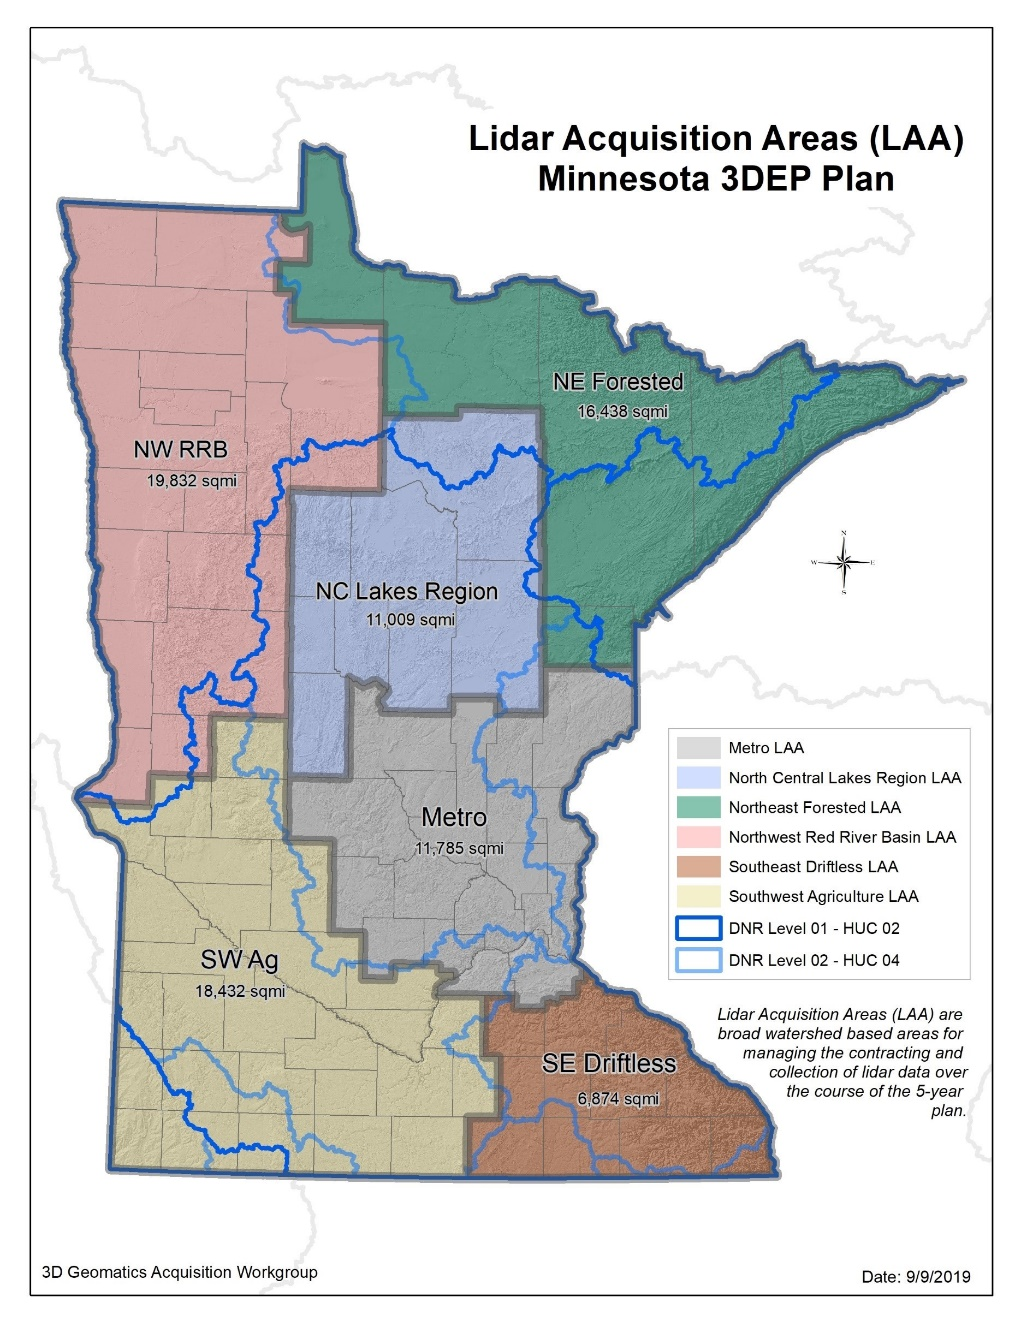 Lidar Acquisition Areas (LAA)
Minnesota 3DEP Plan
NE Forested
16,438 sqmi
NW RRB
19,832 sqmi
N
W
E
S
NC Lakes Region
11,009 sqmi
Metro
11,785 sqmi
SW Ag
18,432 sqmi
SE Driftless
6,874 sqmi
Metro LAA
North Central Lakes Region LAA
Northeast Forested LAA
Northwest Red River Basin LAA
Southeast Driftless LAA
Southwest Agriculture LAA
DNR Level 01 - HUC 02
DNR Level 02 - HUC 04
Lidar Acquisition Areas (LAA) are
broad watershed based areas for
managing the contracting and
collection of lidar data over
the course of the 5-year
plan.
3D Geomatics Acquisition Workgroup
Date: 9/9/2019